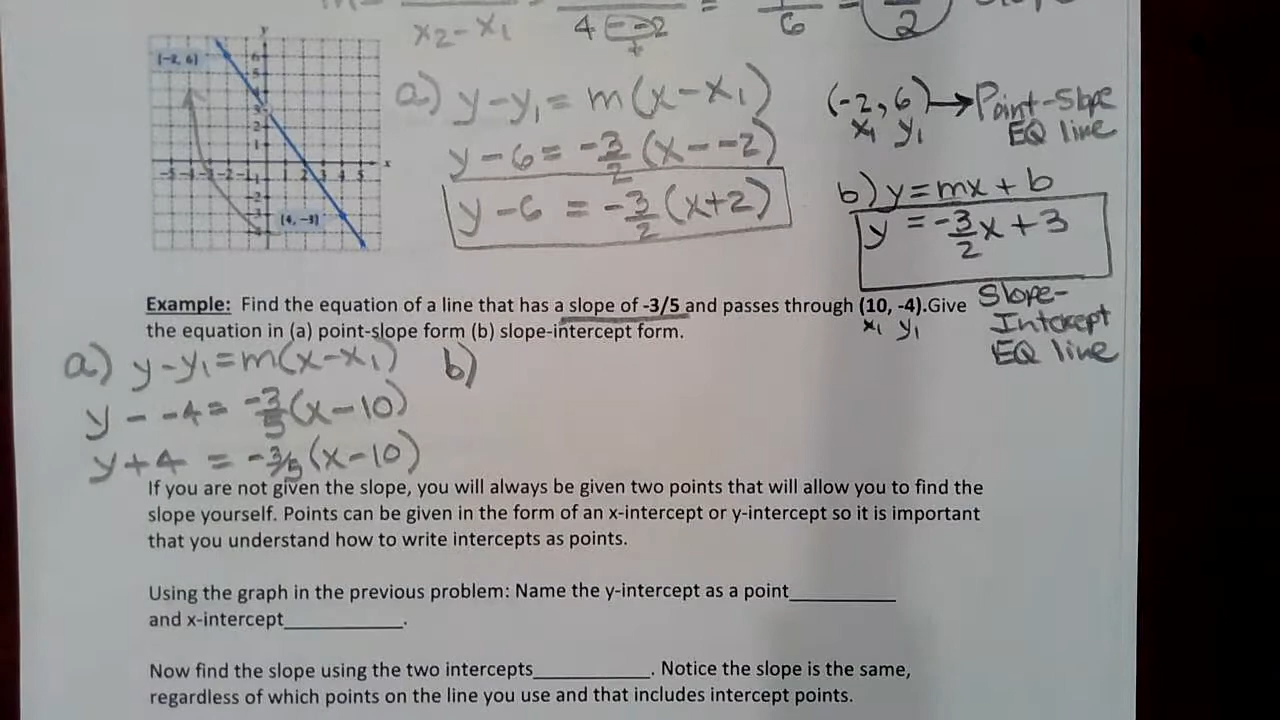 x₂ - x₁ 4 - -2 = 6 = 2
+
(-2, 6)
(4, -3)
y
x
a.) y - y₁ = m(x - x₁)
y - 6 = -3/2 (x - -2)
y - 6 = -3/2 (x+2)
(-2, 6) → Point-Slope
x₁ y₁ EQ line
b) y = mx + b
y = -3/2 x + 3
Slope-
Intercept
EQ line
Example: Find the equation of a line that has a slope of -3/5 and passes through (10, -4).Give
x₁ y₁
the equation in (a) point-slope form (b) slope-intercept form.
a.) y - y₁ = m(x - x₁) b)
y - -4 = -3/5 (x - 10)
y + 4 = -3/5 (x - 10)
If you are not given the slope, you will always be given two points that will allow you to find the
slope yourself. Points can be given in the form of an x-intercept or y-intercept so it is important
that you understand how to write intercepts as points.
Using the graph in the previous problem: Name the y-intercept as a point__________
and x-intercept___________.
Now find the slope using the two intercepts___________. Notice the slope is the same,
regardless of which points on the line you use and that includes intercept points.